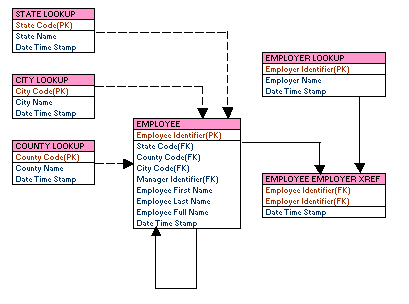 STATE LOOKUP
State Code(PK)
State Name
Date Time Stamp
CITY LOOKUP
City Code(PK)
City Name
Date Time Stamp
COUNTY LOOKUP
County Code(PK)
County Name
Date Time Stamp
EMPLOYEE
Employee Identifier(PK)
State Code(FK)
County Code(FK)
City Code(FK)
Manager Identifier(FK)
Employee First Name
Employee Last Name
Employee Full Name
Date Time Stamp
EMPLOYER LOOKUP
Employer Identifier(PK)
Employer Name
Date Time Stamp
EMPLOYEE EMPLOYER XREF
Employee Identifier(FK)
Employer Identifier(FK)
Date Time Stamp